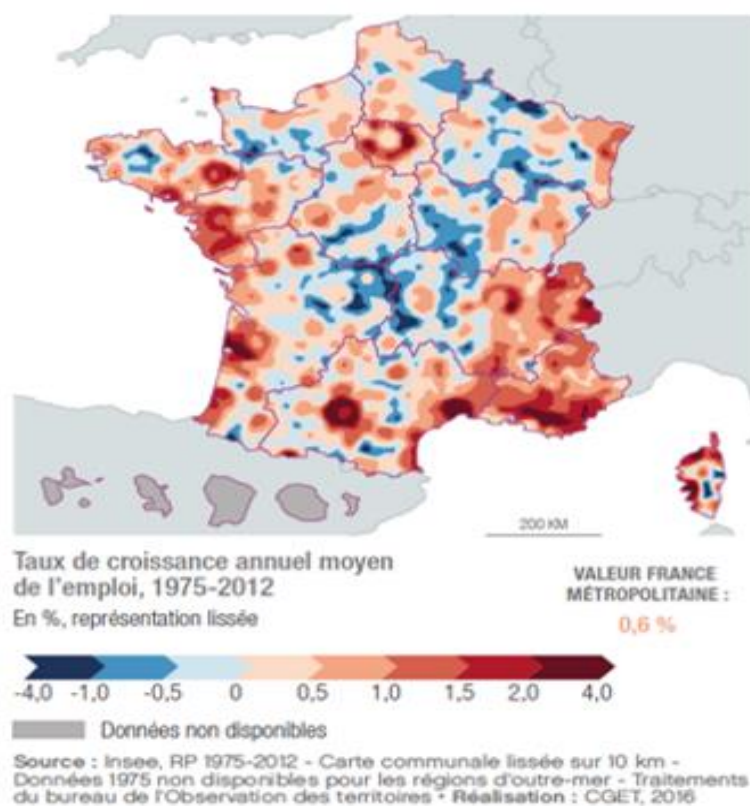 200 KM
Taux de croissance annuel moyen
de l'emploi, 1975-2012
En %, représentation lissée
VALEUR FRANCE
MÉTROPOLITAINE :
0,6 %
-4,0 -1,0 -0,5 0 0,5 1,0 1,5 2,0 4,0
Données non disponibles
Source : Insee, RP 1975-2012 - Carte communale lissée sur 10 km -
Données 1975 non disponibles pour les régions d'outre-mer - Traitements
du bureau de l'Observation des territoires • Réalisation : CGET, 2016